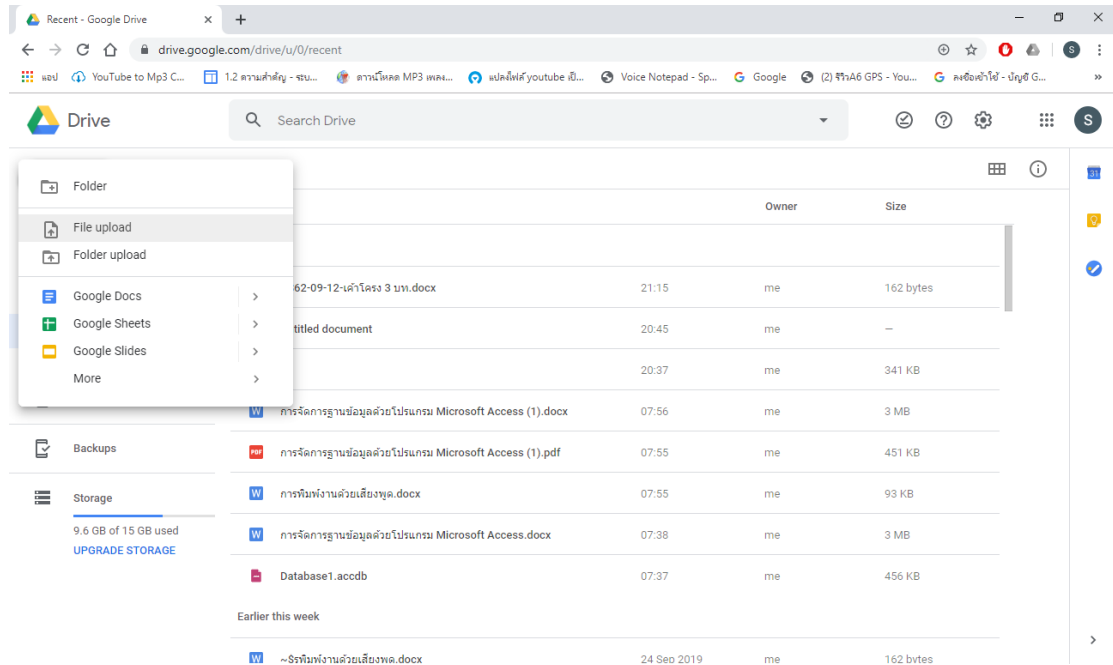 Recent - Google Drive
drive.google.com/drive/u/0/recent
S
แอป YouTube to Mp3 C... 1.2 ความสำคัญ - ระบ... ดาวน์โหลด MP3 เพลง... แปลงไฟล์ youtube เป็... Voice Notepad - Sp... Google (2) รีวิวA6 GPS - You... ลงชื่อเข้าใช้ - บัญชี G... »
Drive Search Drive S
Folder
File upload
Folder upload
Google Docs
Google Sheets
Google Slides
More
Backups
Storage
9.6 GB of 15 GB used
UPGRADE STORAGE
Owner Size
62-09-12-เค้าโครง 3 บท.docx 21:15 me 162 bytes
titled document 20:45 me —
20:37 me 341 KB
การจัดการฐานข้อมูลด้วยโปรแกรม Microsoft Access (1).docx 07:56 me 3 MB
การจัดการฐานข้อมูลด้วยโปรแกรม Microsoft Access (1).pdf 07:55 me 451 KB
การพิมพ์งานด้วยเสียงพูด.docx 07:55 me 93 KB
การจัดการฐานข้อมูลด้วยโปรแกรม Microsoft Access.docx 07:38 me 3 MB
Database1.accdb 07:37 me 456 KB
Earlier this week
~$รพิมพ์งานด้วยเสียงพูด.docx 24 Sep 2019 me 162 bytes
31